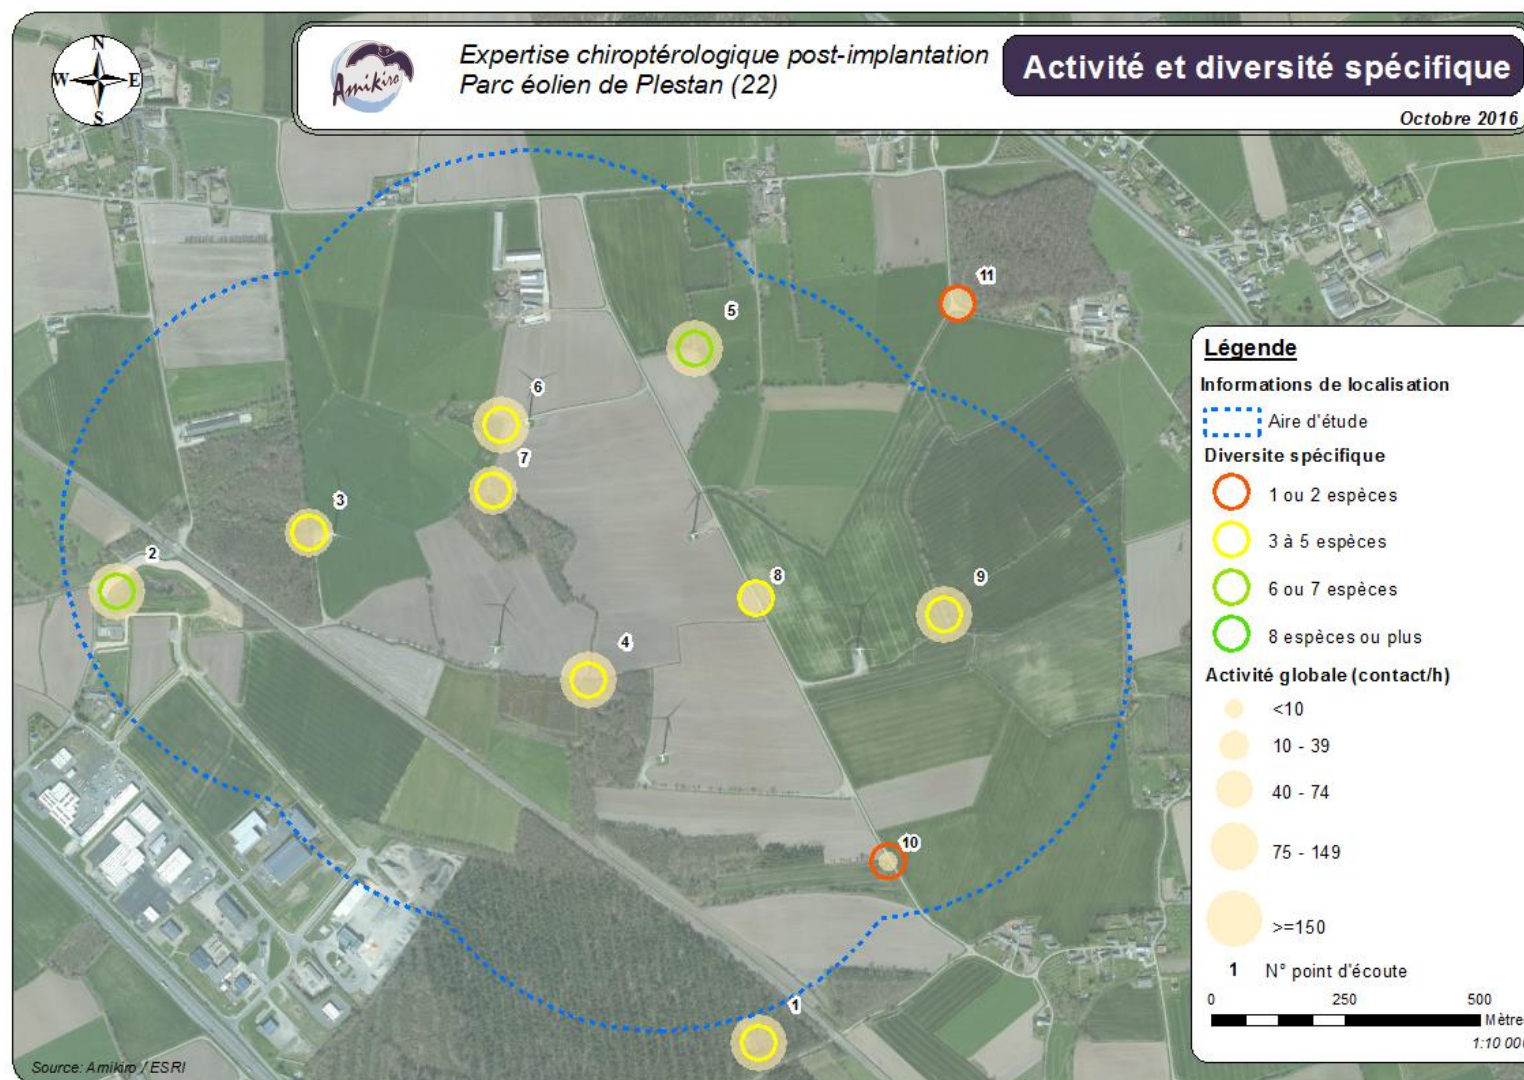 N
W E
S
Amikiro
Expertise chiroptérologique post-implantation
Parc éolien de Plestan (22)
Activité et diversité spécifique
Octobre 2016
11
5
6
7
3
2
8
9
4
10
1
Légende
Informations de localisation
Aire d'étude
Diversite spécifique
1 ou 2 espèces
3 à 5 espèces
6 ou 7 espèces
8 espèces ou plus
Activité globale (contact/h)
<10
10 - 39
40 - 74
75 - 149
>=150
1 N° point d'écoute
0 250 500
Mètre
1:10 00
Source: Amikiro / ESRI